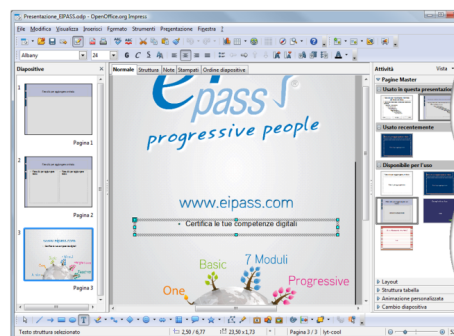 Presentazione_EIPASS.odp - OpenOffice.org Impress
File Modifica Visualizza Inserisci Formato Strumenti Presentazione Finestra ?
Albany 24
Diapositive
Normale Struttura Note Stampati Ordine diapositive
Attività Vista
Pagine Master
Usato in questa presentazione
Usato recentemente
Disponibile per l'uso
1
Pagina 1
2
Pagina 2
3
Pagina 3
eipass
progressive people
www.eipass.com
• Certifica le tue competenze digitali
One
Basic
7 Moduli
Progressive
Layout
Struttura tabella
Animazione personalizzata
Cambio diapositiva
Testo struttura selezionato 2,50 / 6,77 23,50 x 1,73 Pagina 3 / 3 lyt-cool